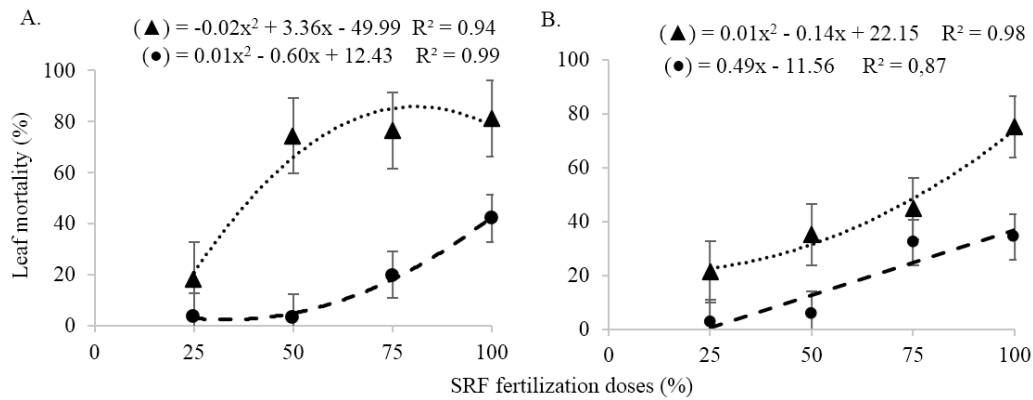 A.
(▲) = -0.02x² + 3.36x - 49.99 R² = 0.94
(●) = 0.01x² - 0.60x + 12.43 R² = 0.99
B.
(▲) = 0.01x² - 0.14x + 22.15 R² = 0.98
(●) = 0.49x - 11.56 R² = 0,87
Leaf mortality (%)
100
80
60
40
20
0
0 25 50 75 100
100
80
60
40
20
0
0 25 50 75 100
SRF fertilization doses (%)